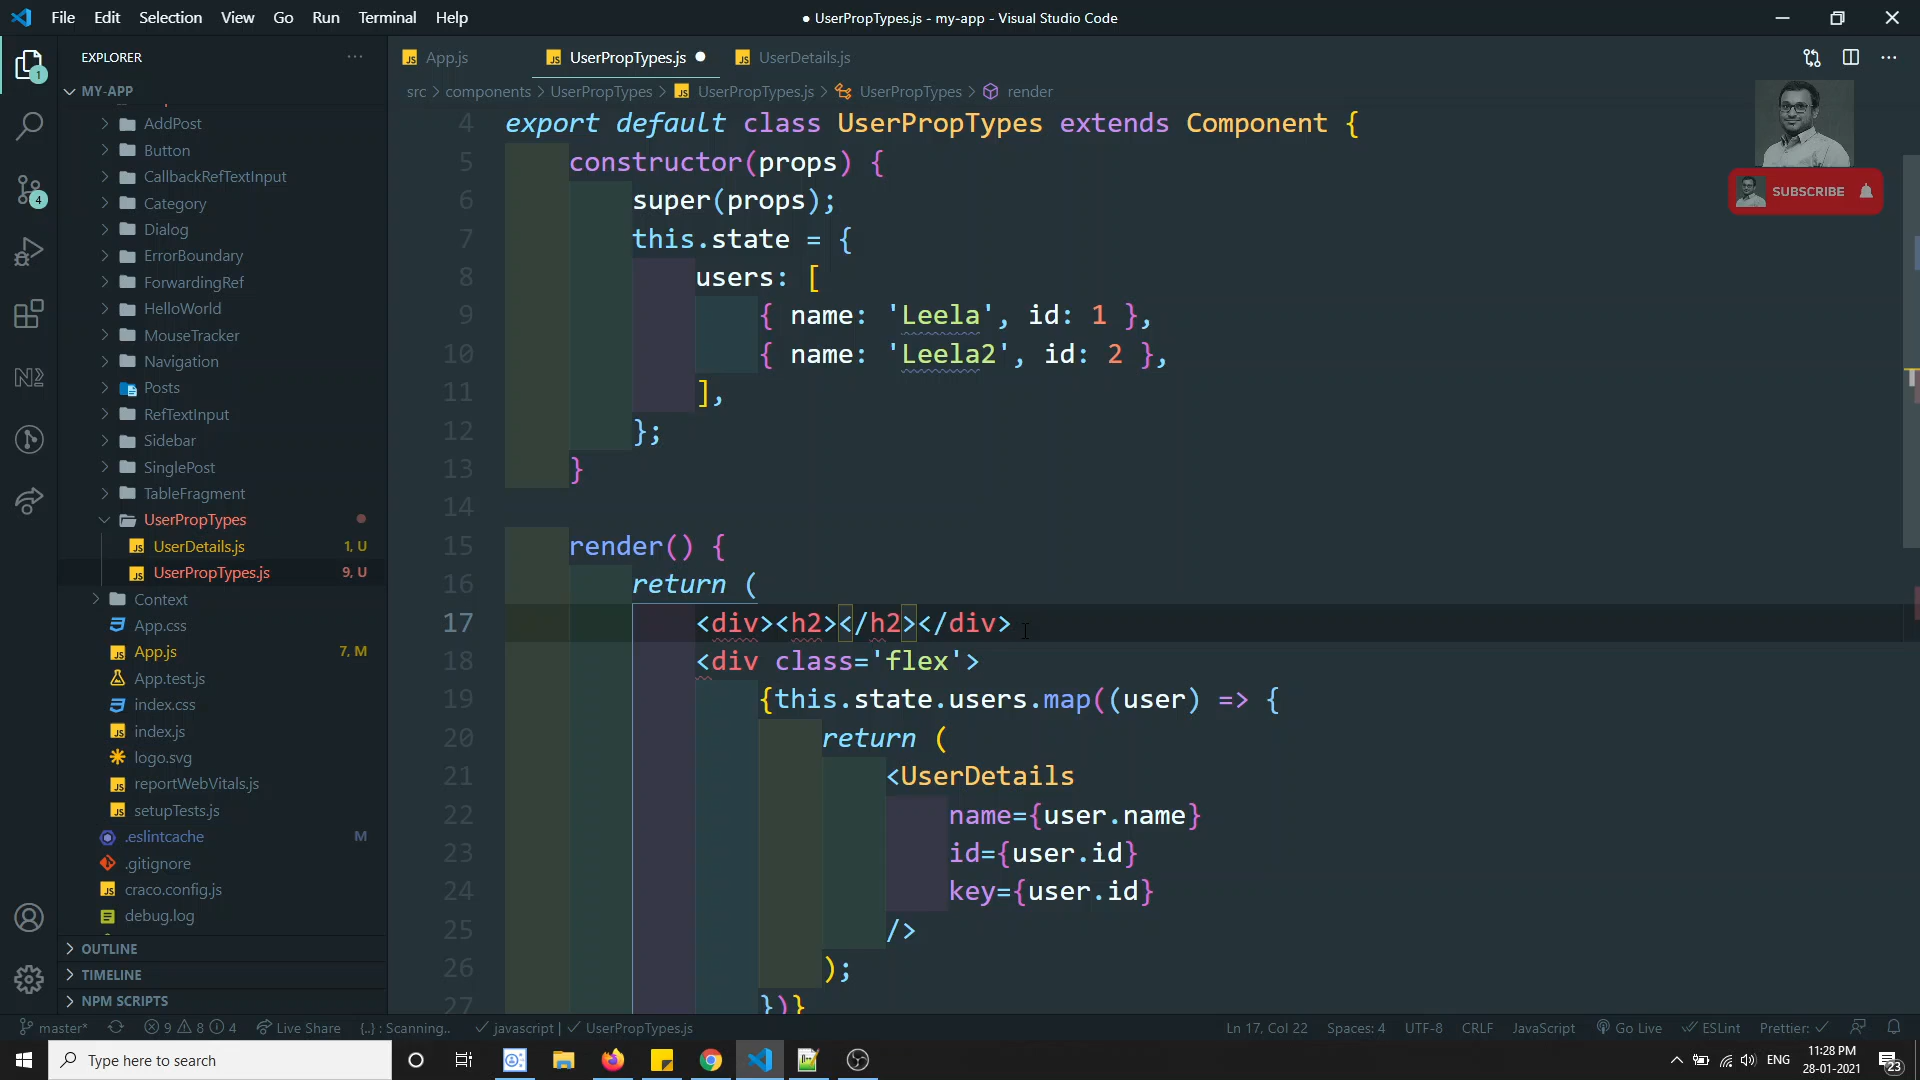 File Edit Selection View Go Run Terminal Help
● UserPropTypes.js - my-app - Visual Studio Code
EXPLORER
MY-APP
AddPost
Button
CallbackRefTextInput
Category
Dialog
ErrorBoundary
ForwardingRef
HelloWorld
MouseTracker
Navigation
Posts
RefTextInput
Sidebar
SinglePost
TableFragment
UserPropTypes
UserDetails.js 1, U
UserPropTypes.js 9, U
Context
App.css
App.js 7, M
App.test.js
index.css
index.js
logo.svg
reportWebVitals.js
setupTests.js
.eslintcache M
.gitignore
craco.config.js
debug.log
OUTLINE
TIMELINE
NPM SCRIPTS
1
4
App.js UserPropTypes.js ● UserDetails.js
src > components > UserPropTypes > UserPropTypes.js > UserPropTypes > render
4 export default class UserPropTypes extends Component {
5 constructor(props) {
6 super(props);
7 this.state = {
8 users: [
9 { name: 'Leela', id: 1 },
10 { name: 'Leela2', id: 2 },
11 ],
12 };
13 }
14
15 render() {
16 return (
17 <div><h2></h2></div>
18 <div class='flex'>
19 {this.state.users.map((user) => {
20 return (
21 <UserDetails
22 name={user.name}
23 id={user.id}
24 key={user.id}
25 />
26 );
27 })}
SUBSCRIBE
master* 9 8 4 Live Share {..} : Scanning.. javascript | UserPropTypes.js
Ln 17, Col 22 Spaces: 4 UTF-8 CRLF JavaScript Go Live ESLint Prettier:
Type here to search
ENG
11:28 PM
28-01-2021
23